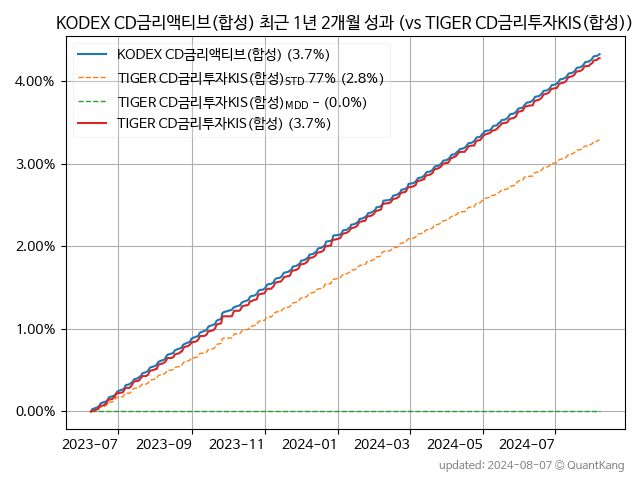 KODEX CD금리액티브(합성) 최근 1년 2개월 성과 (vs TIGER CD금리투자KIS(합성))
KODEX CD금리액티브(합성) (3.7%)
TIGER CD금리투자KIS(합성)STD 77% (2.8%)
TIGER CD금리투자KIS(합성)MDD - (0.0%)
TIGER CD금리투자KIS(합성) (3.7%)
4.00%
3.00%
2.00%
1.00%
0.00%
2023-07 2023-09 2023-11 2024-01 2024-03 2024-05 2024-07
updated: 2024-08-07 © QuantKang